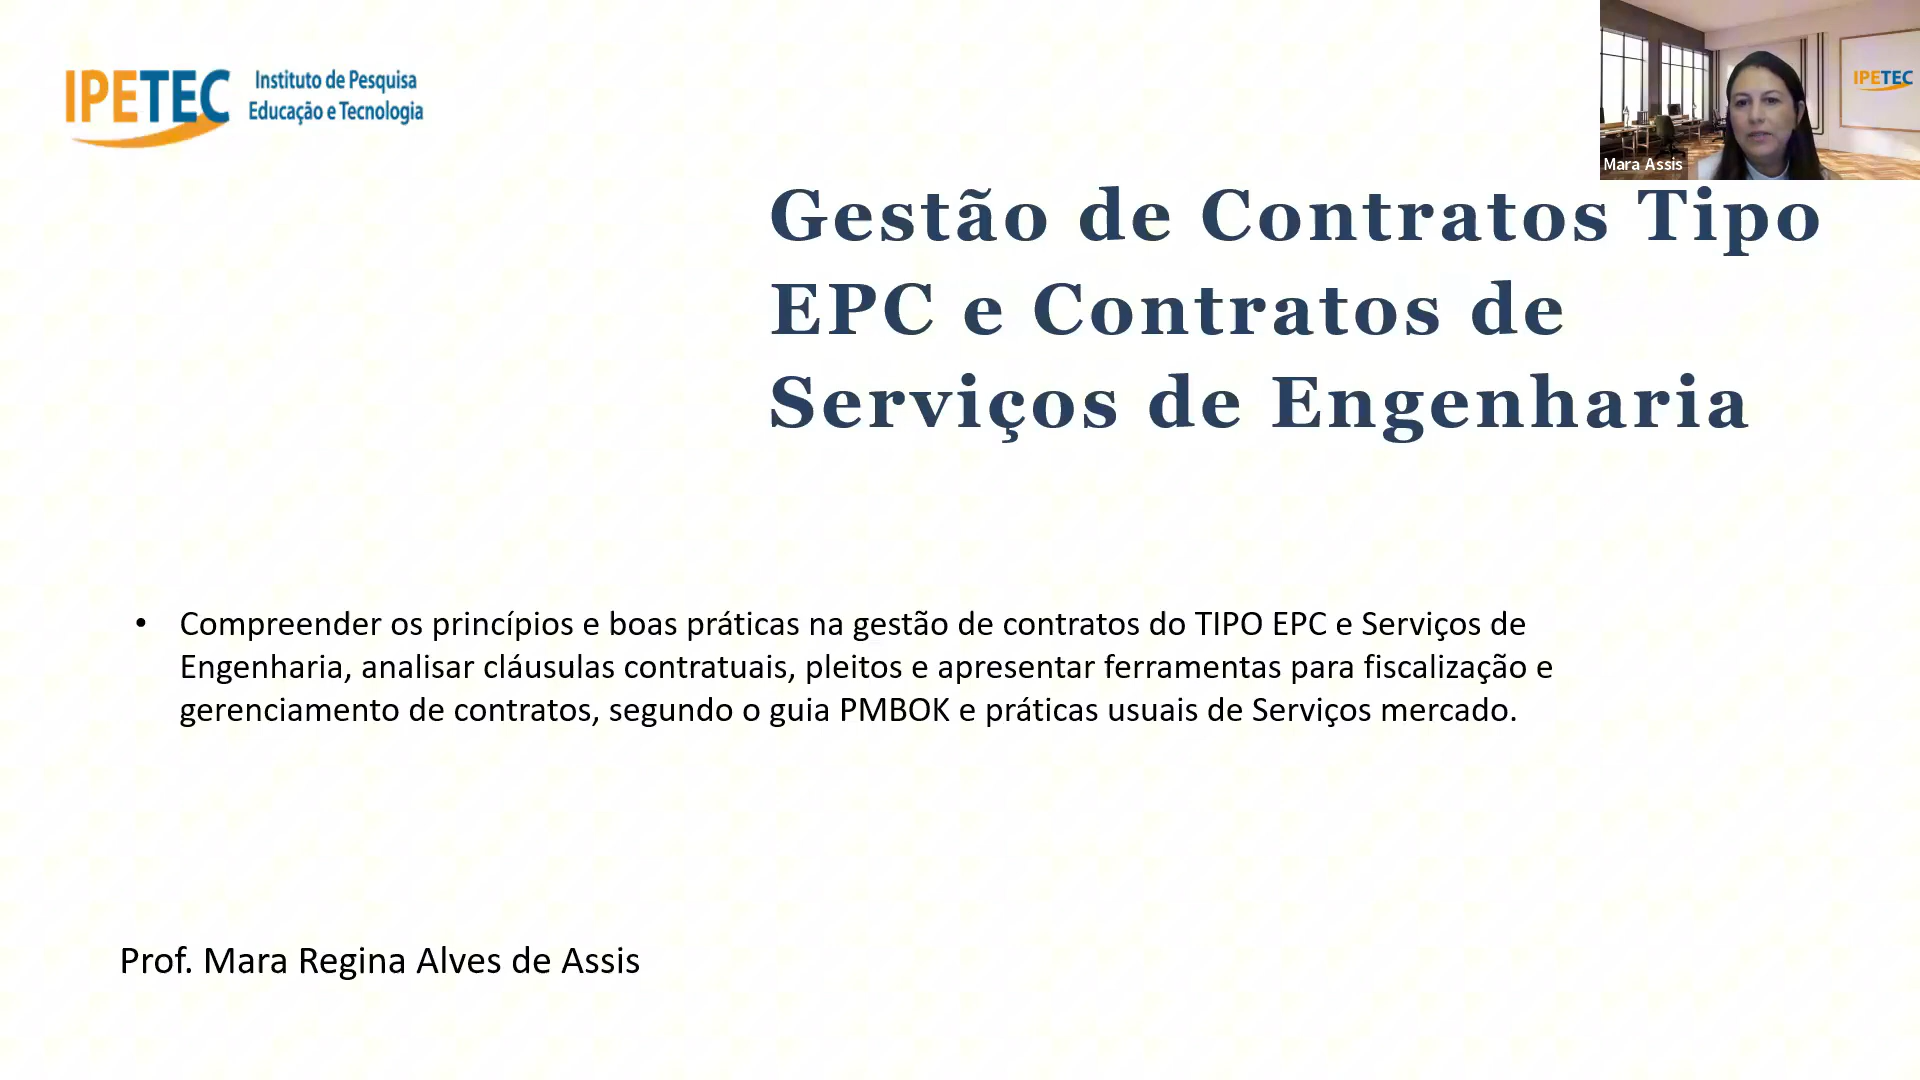 IPETEC
Instituto de Pesquisa
Educação e Tecnologia
IPETEC
Mara Assis
Gestão de Contratos Tipo
EPC e Contratos de
Serviços de Engenharia
• Compreender os princípios e boas práticas na gestão de contratos do TIPO EPC e Serviços de
Engenharia, analisar cláusulas contratuais, pleitos e apresentar ferramentas para fiscalização e
gerenciamento de contratos, segundo o guia PMBOK e práticas usuais de Serviços mercado.
Prof. Mara Regina Alves de Assis